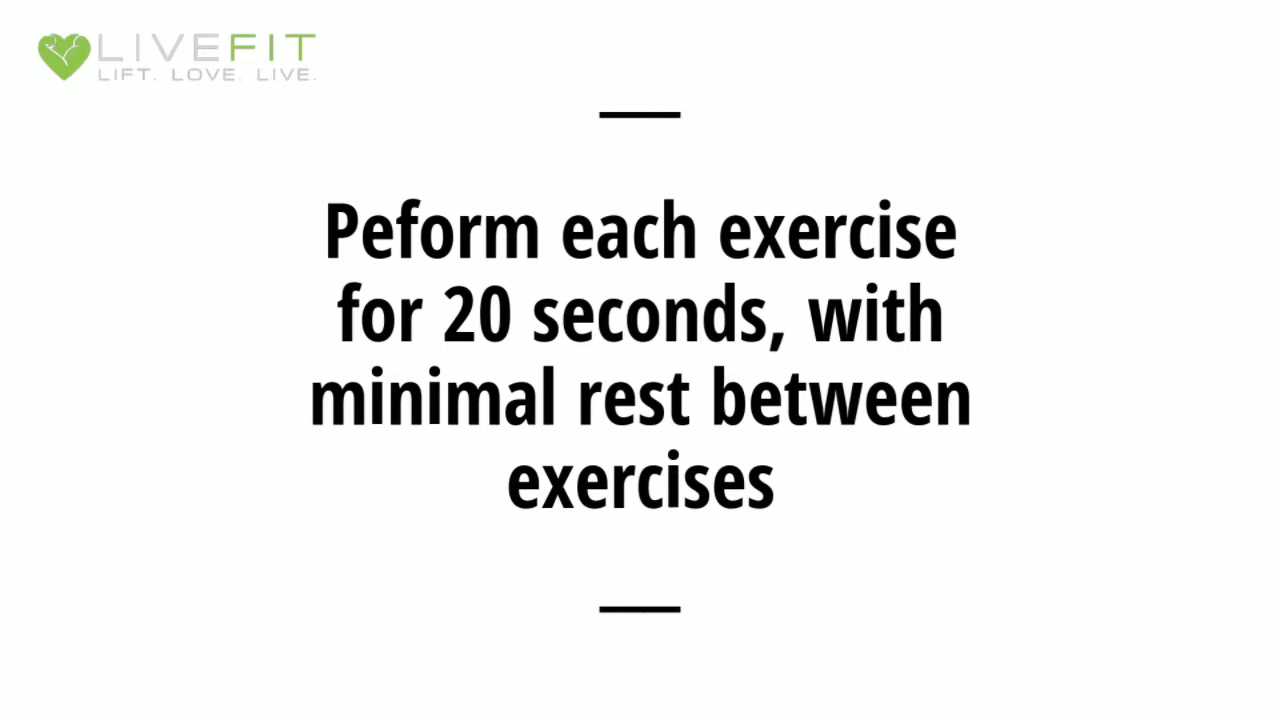 LIVEFIT
LIFT. LOVE. LIVE.
Peform each exercise
for 20 seconds, with
minimal rest between
exercises